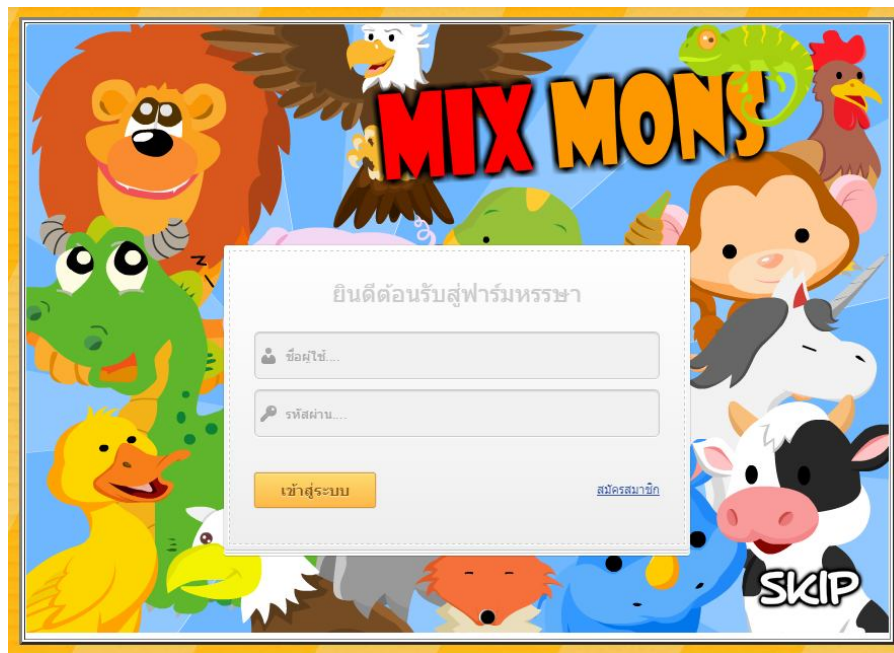 MIX MONS
ยินดีต้อนรับสู่ฟาร์มหรรษา
ชื่อผู้ใช้....
รหัสผ่าน....
เข้าสู่ระบบ
สมัครสมาชิก
SKIP